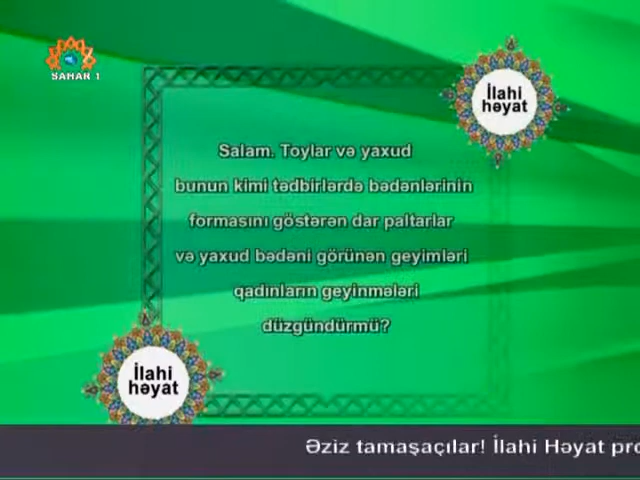 SAHAR 1
İlahi
həyat
Salam. Toylar və yaxud
bunun kimi tədbirlərdə bədənlərinin
formasını göstərən dar paltarlar
və yaxud bədəni görünən geyimləri
qadınların geyinmələri
düzgündürmü?
İlahi
həyat
Əziz tamaşaçılar! İlahi Həyat pro